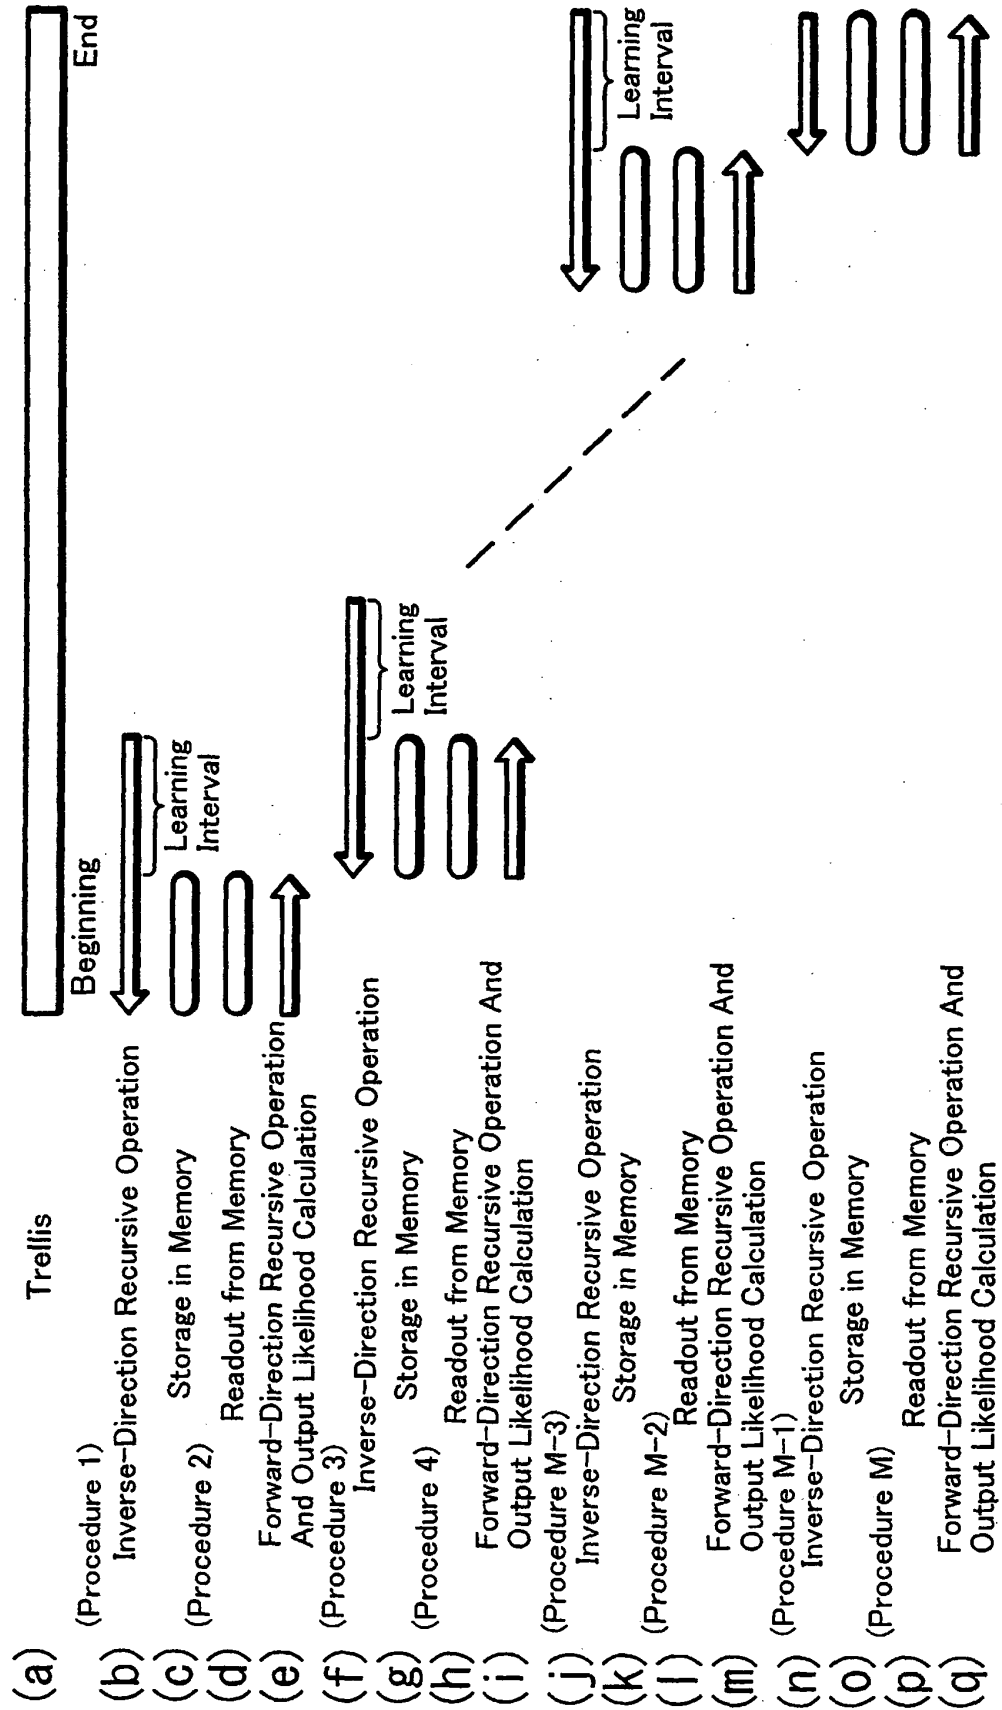 (a) Trellis
Beginning
End
(Procedure 1)
(b) Inverse-Direction Recursive Operation
Learning
Interval
(c) Storage in Memory
(Procedure 2)
(d) Readout from Memory
(e) Forward-Direction Recursive Operation
And Output Likelihood Calculation
(Procedure 3)
(f) Inverse-Direction Recursive Operation
Learning
Interval
(g) Storage in Memory
(Procedure 4)
(h) Readout from Memory
(i) Forward-Direction Recursive Operation And
Output Likelihood Calculation
(Procedure M-3)
(j) Inverse-Direction Recursive Operation
Learning
Interval
(k) Storage in Memory
(Procedure M-2)
(l) Readout from Memory
(m) Forward-Direction Recursive Operation And
Output Likelihood Calculation
(Procedure M-1)
(n) Inverse-Direction Recursive Operation
(o) Storage in Memory
(Procedure M)
(p) Readout from Memory
(q) Forward-Direction Recursive Operation And
Output Likelihood Calculation